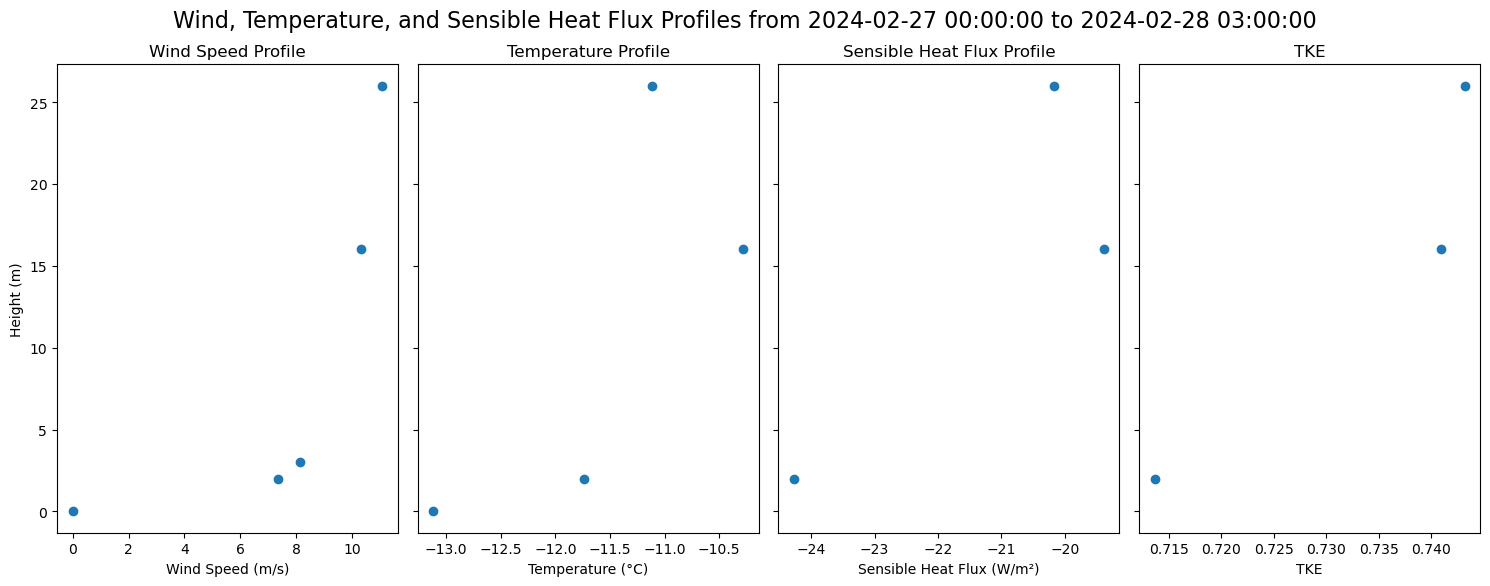 Wind, Temperature, and Sensible Heat Flux Profiles from 2024-02-27 00:00:00 to 2024-02-28 03:00:00
Wind Speed Profile
Temperature Profile
Sensible Heat Flux Profile
TKE
25
20
15
10
5
0
Height (m)
0 2 4 6 8 10
−13.0 −12.5 −12.0 −11.5 −11.0 −10.5
−24 −23 −22 −21 −20
0.715 0.720 0.725 0.730 0.735 0.740
Wind Speed (m/s)
Temperature (°C)
Sensible Heat Flux (W/m²)
TKE